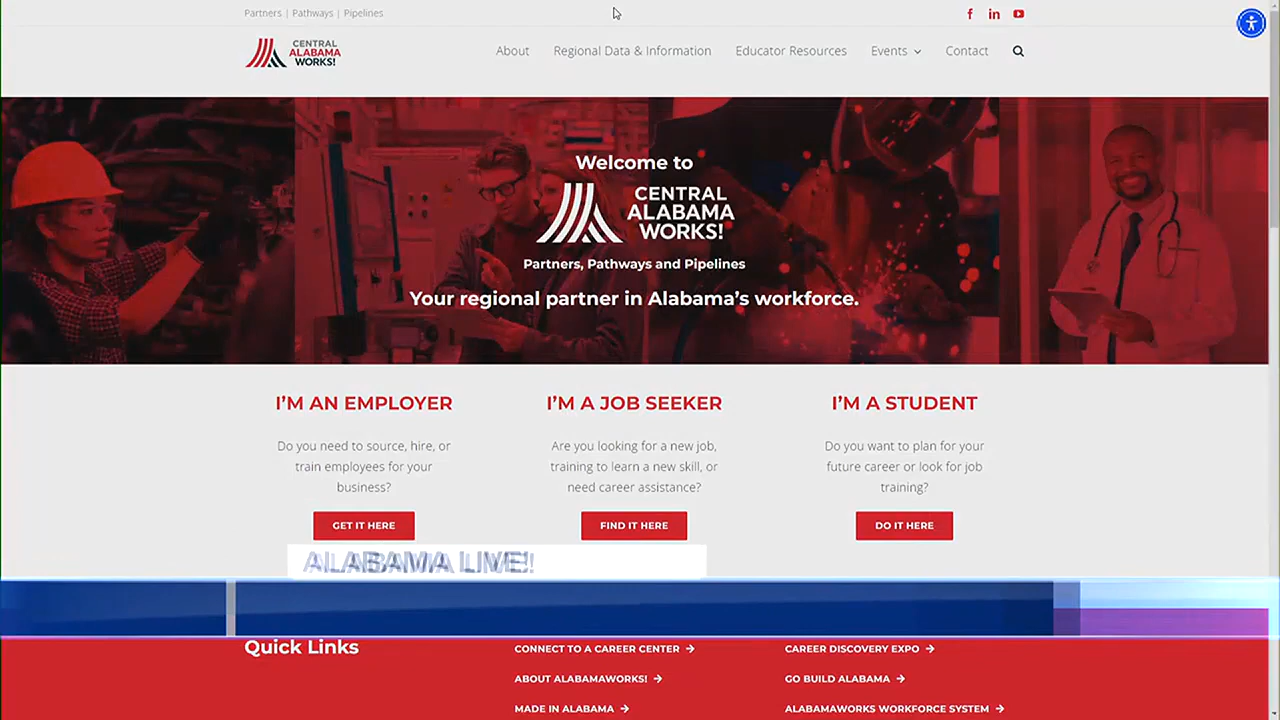 Partners | Pathways | Pipelines
CENTRAL
ALABAMA
WORKS!
About
Regional Data & Information
Educator Resources
Events
Contact
Welcome to
CENTRAL
ALABAMA
WORKS!
Partners, Pathways and Pipelines
Your regional partner in Alabama's workforce.
I'M AN EMPLOYER
Do you need to source, hire, or
train employees for your
business?
GET IT HERE
I'M A JOB SEEKER
Are you looking for a new job,
training to learn a new skill, or
need career assistance?
FIND IT HERE
I'M A STUDENT
Do you want to plan for your
future career or look for job
training?
DO IT HERE
ALABAMA LIVE!
Quick Links
CONNECT TO A CAREER CENTER
ABOUT ALABAMAWORKS!
MADE IN ALABAMA
CAREER DISCOVERY EXPO
GO BUILD ALABAMA
ALABAMAWORKS WORKFORCE SYSTEM